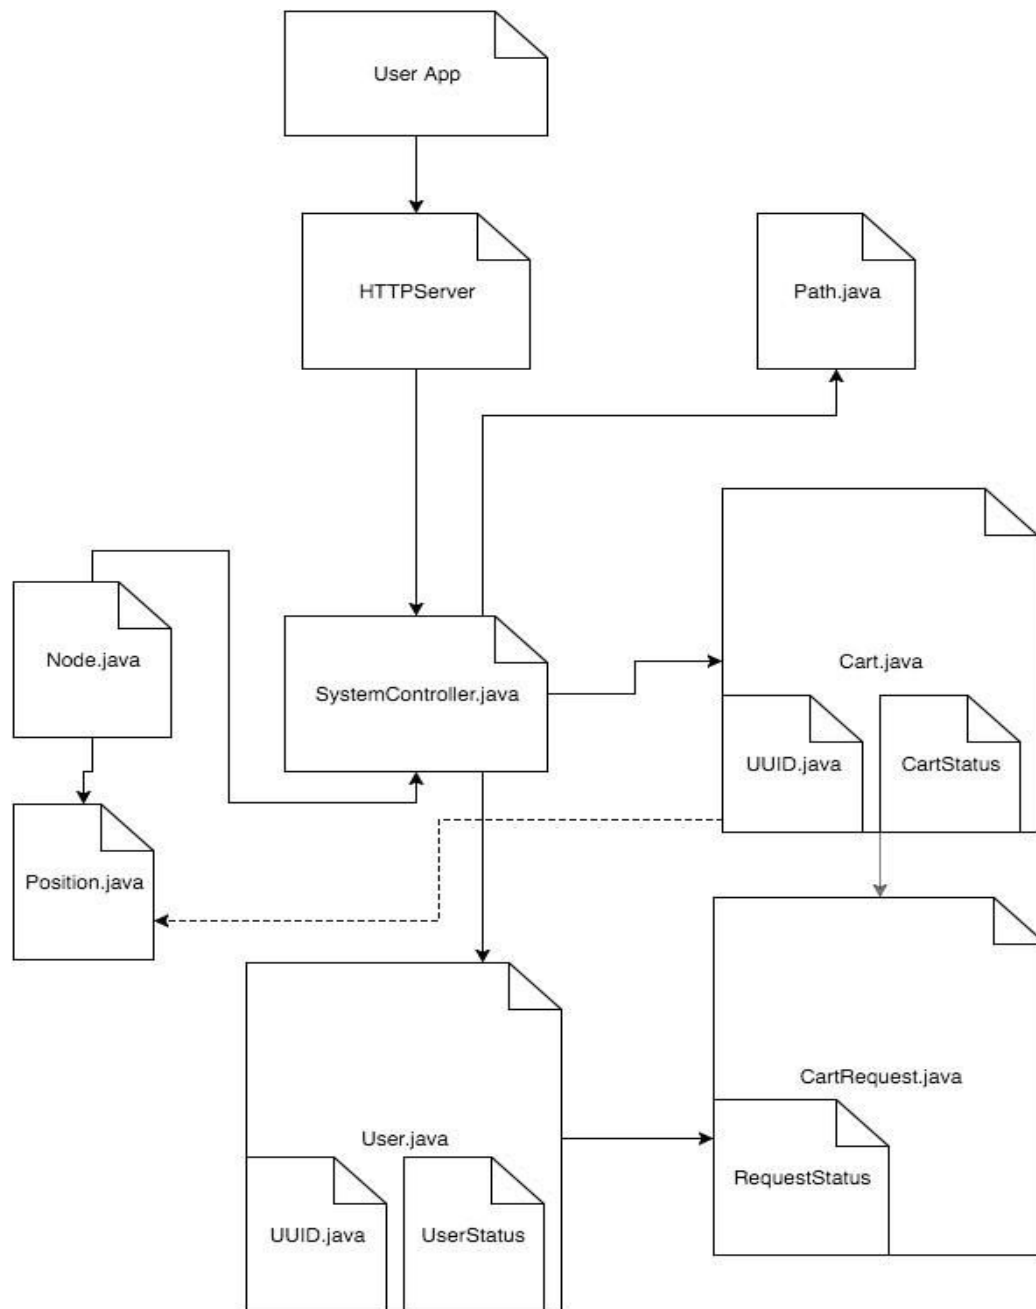 User App
HTTPServer
Path.java
Node.java
SystemController.java
Cart.java
UUID.java
CartStatus
Position.java
CartRequest.java
User.java
RequestStatus
UUID.java
UserStatus